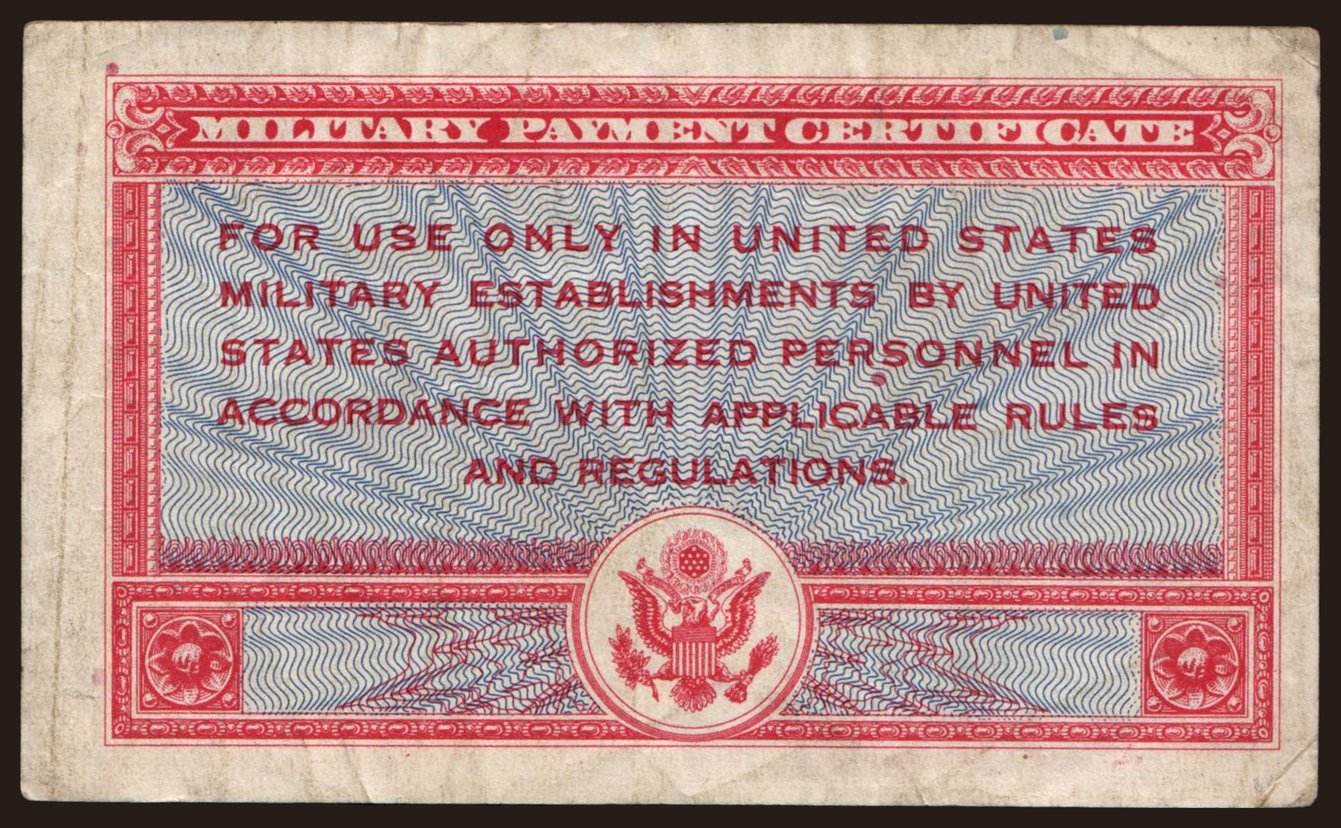 MILITARY PAYMENT CERTIFICATE
FOR USE ONLY IN UNITED STATES
MILITARY ESTABLISHMENTS BY UNITED
STATES AUTHORIZED PERSONNEL IN
ACCORDANCE WITH APPLICABLE RULES
AND REGULATIONS.